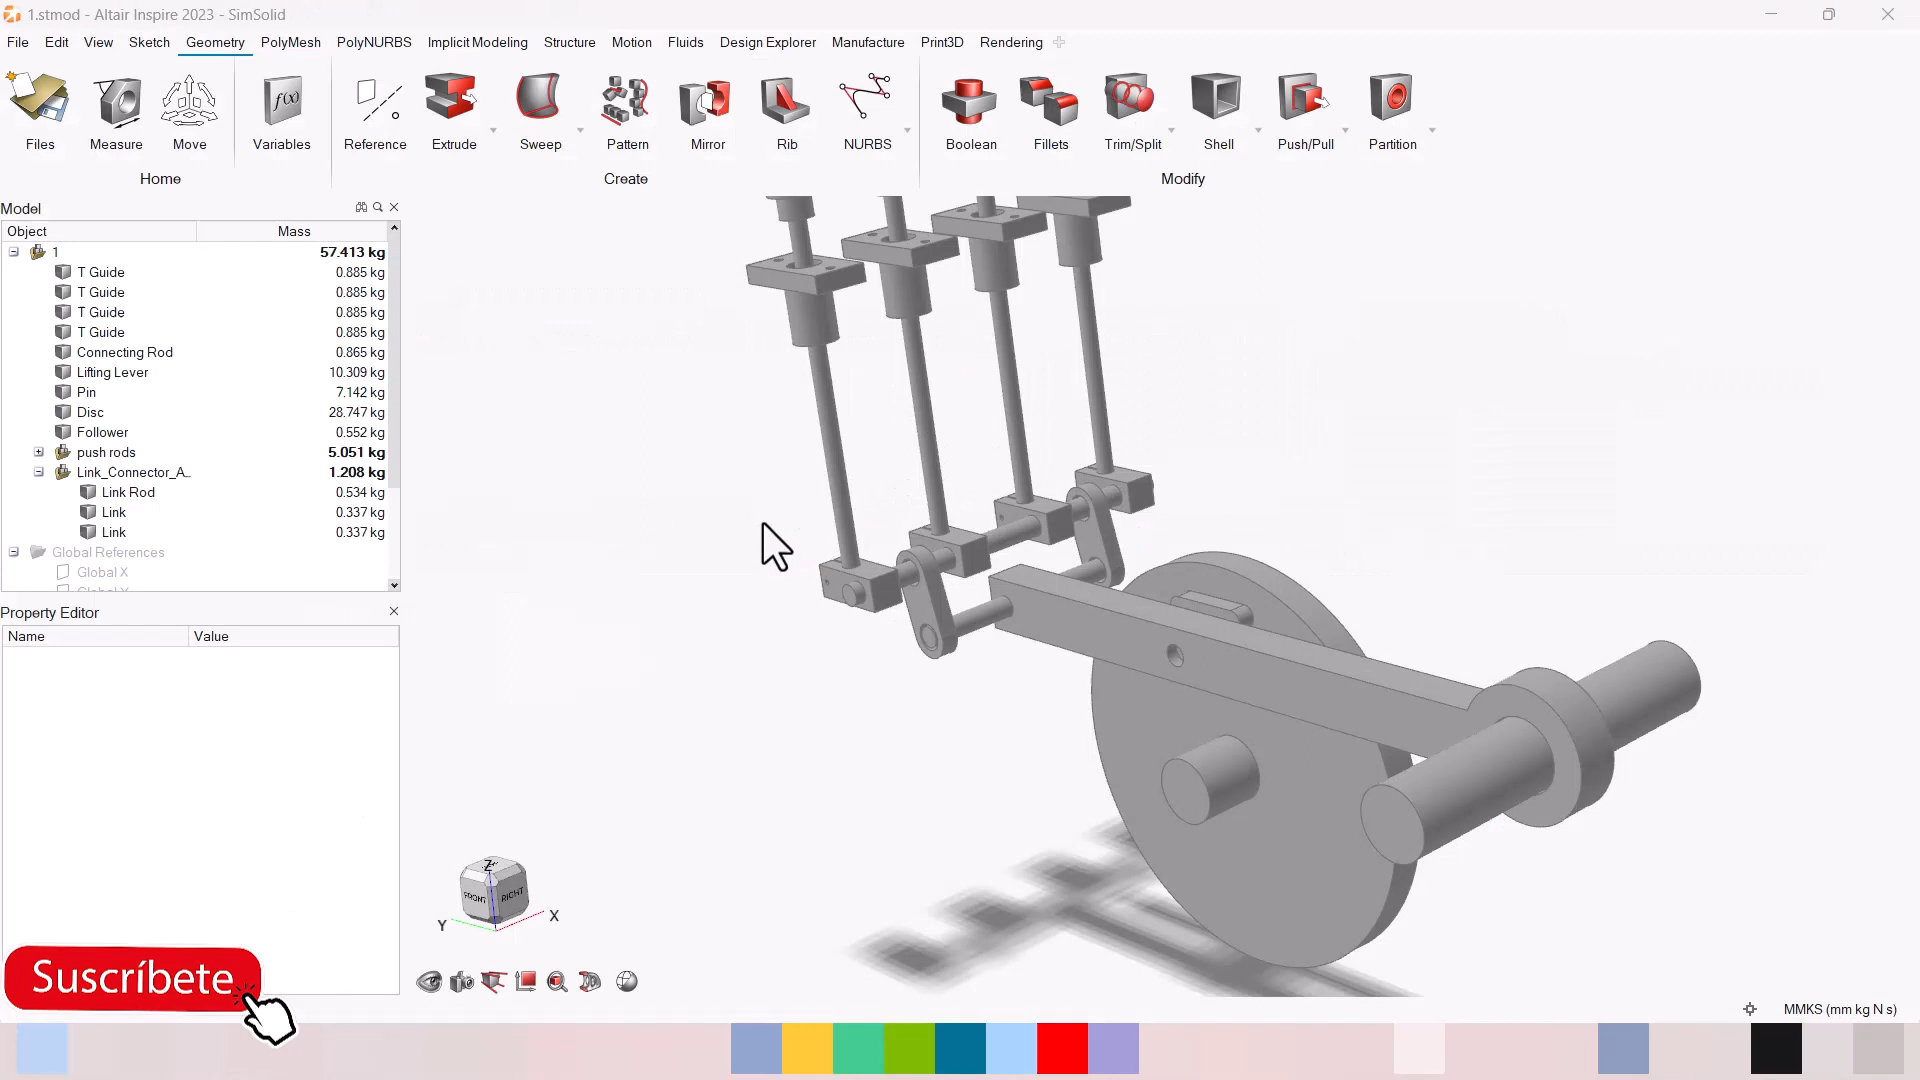 1.stmod - Altair Inspire 2023 - SimSolid
File Edit View Sketch Geometry PolyMesh PolyNURBS Implicit Modeling Structure Motion Fluids Design Explorer Manufacture Print3D Rendering
f(x)
Files Measure Move Variables Reference Extrude Sweep Pattern Mirror Rib NURBS Boolean Fillets Trim/Split Shell Push/Pull Partition
Home Create Modify
Model
Object Mass
1 57.413 kg
T Guide 0.885 kg
T Guide 0.885 kg
T Guide 0.885 kg
T Guide 0.885 kg
Connecting Rod 0.865 kg
Lifting Lever 10.309 kg
Pin 7.142 kg
Disc 28.747 kg
Follower 0.552 kg
push rods 5.051 kg
Link_Connector_A... 1.208 kg
Link Rod 0.534 kg
Link 0.337 kg
Link 0.337 kg
Global References
Global X
Property Editor
Name Value
Z
FRONT RIGHT
Y X
Suscríbete
MMKS (mm kg N s)